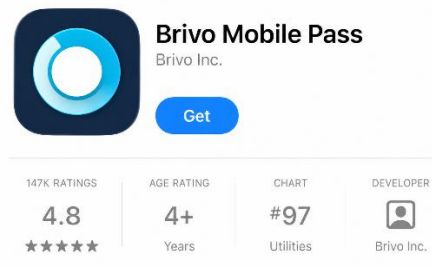 Brivo Mobile Pass
Brivo Inc.
Get
147K RATINGS
4.8
★★★★★
AGE RATING
4+
Years
CHART
#97
Utilities
DEVELOPER
Brivo Inc.